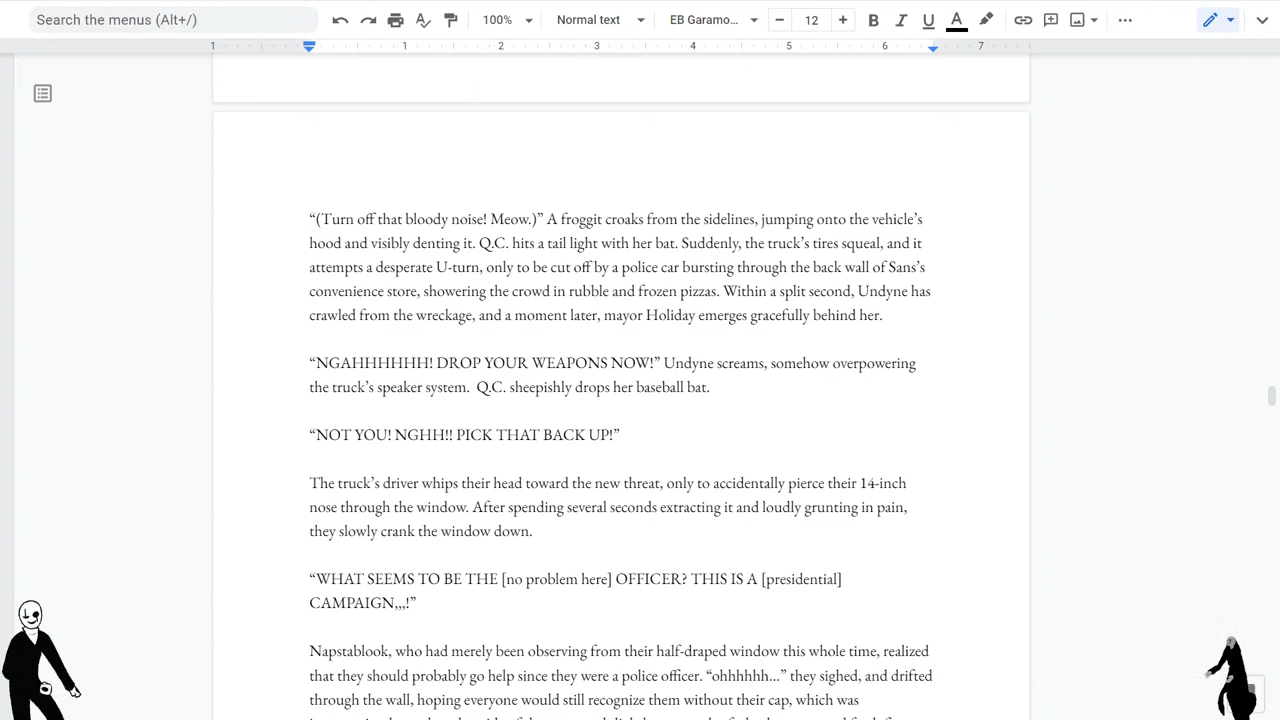 Search the menus (Alt+/)
100%
Normal text
EB Garamo...
12
B I U A
1 1 2 3 4 5 6 7
“(Turn off that bloody noise! Meow.)” A froggit croaks from the sidelines, jumping onto the vehicle’s
hood and visibly denting it. Q.C. hits a tail light with her bat. Suddenly, the truck’s tires squeal, and it
attempts a desperate U-turn, only to be cut off by a police car bursting through the back wall of Sans’s
convenience store, showering the crowd in rubble and frozen pizzas. Within a split second, Undyne has
crawled from the wreckage, and a moment later, mayor Holiday emerges gracefully behind her.
“NGAHHHHHH! DROP YOUR WEAPONS NOW!” Undyne screams, somehow overpowering
the truck’s speaker system.  Q.C. sheepishly drops her baseball bat.
“NOT YOU! NGHH!! PICK THAT BACK UP!”
The truck’s driver whips their head toward the new threat, only to accidentally pierce their 14-inch
nose through the window. After spending several seconds extracting it and loudly grunting in pain,
they slowly crank the window down.
“WHAT SEEMS TO BE THE [no problem here] OFFICER? THIS IS A [presidential]
CAMPAIGN,,,!”
Napstablook, who had merely been observing from their half-draped window this whole time, realized
that they should probably go help since they were a police officer. “ohhhhhh...” they sighed, and drifted
through the wall, hoping everyone would still recognize them without their cap, which was